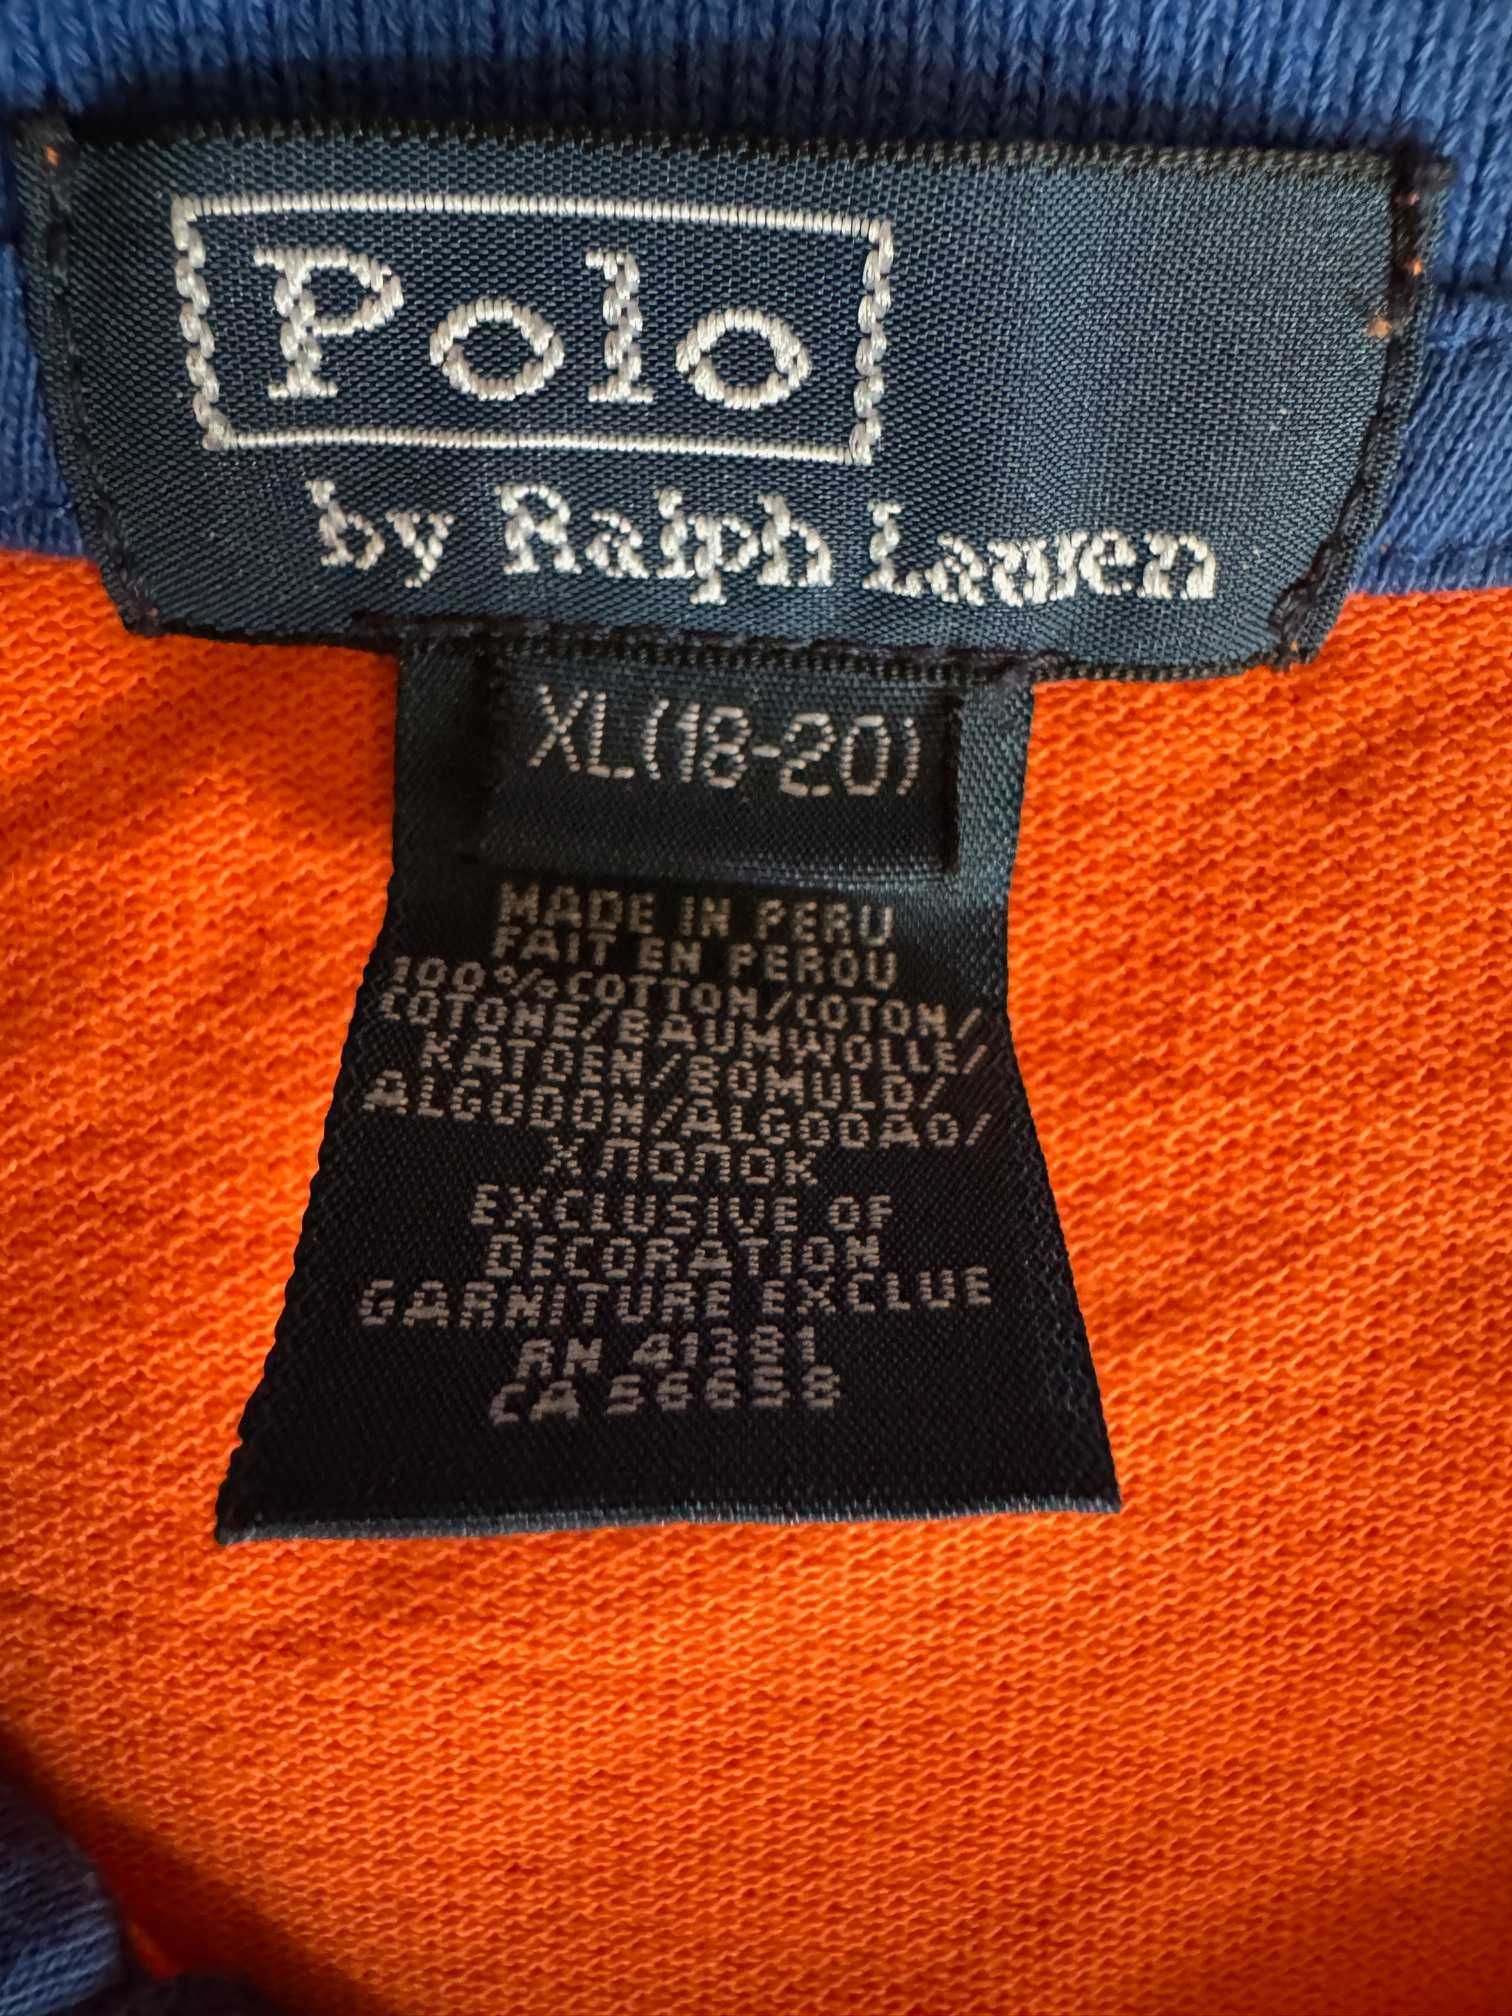 Polo
by Ralph Lauren
XL(18-20)
MADE IN PERU
FAIT EN PEROU
100%COTTON/COTON/
COTONE/BAUMWOLLE/
KATOEN/BOMULD/
ALGODON/ALGODAO/
ХЛОПОК
EXCLUSIVE OF
DECORATION
GARNITURE EXCLUE
RN 41381
CA 56658